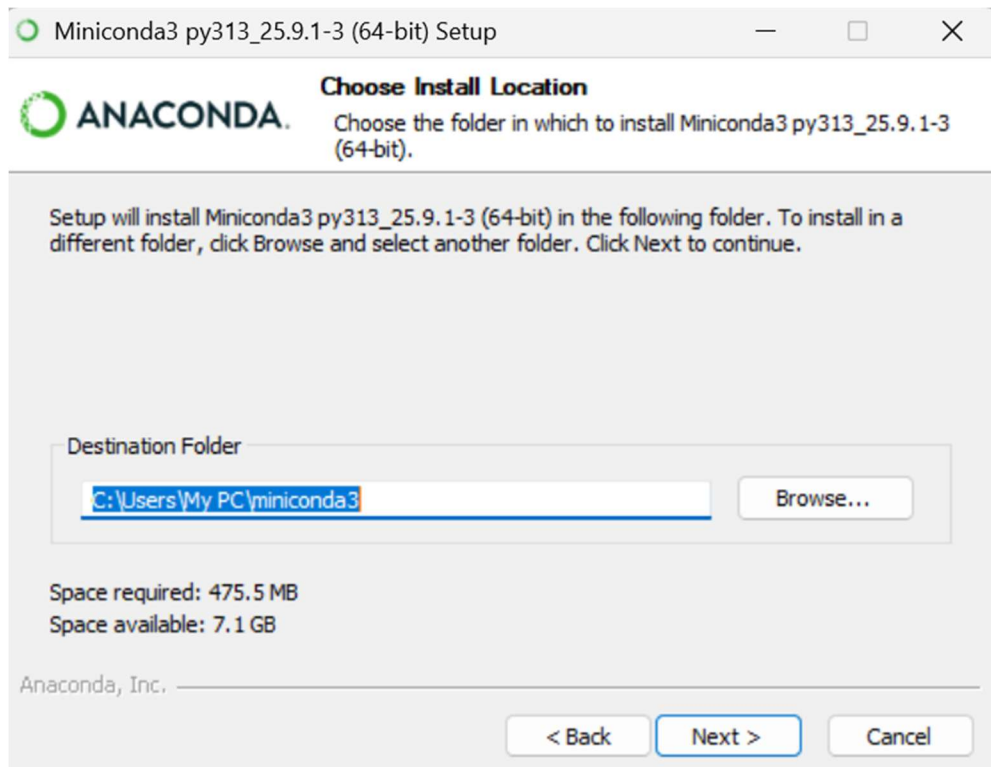 Miniconda3 py313_25.9.1-3 (64-bit) Setup
ANACONDA.
Choose Install Location
Choose the folder in which to install Miniconda3 py313_25.9.1-3
(64-bit).
Setup will install Miniconda3 py313_25.9.1-3 (64-bit) in the following folder. To install in a
different folder, click Browse and select another folder. Click Next to continue.
Destination Folder
C:\Users\My PC\miniconda3
Browse...
Space required: 475.5 MB
Space available: 7.1 GB
Anaconda, Inc.
< Back
Next >
Cancel